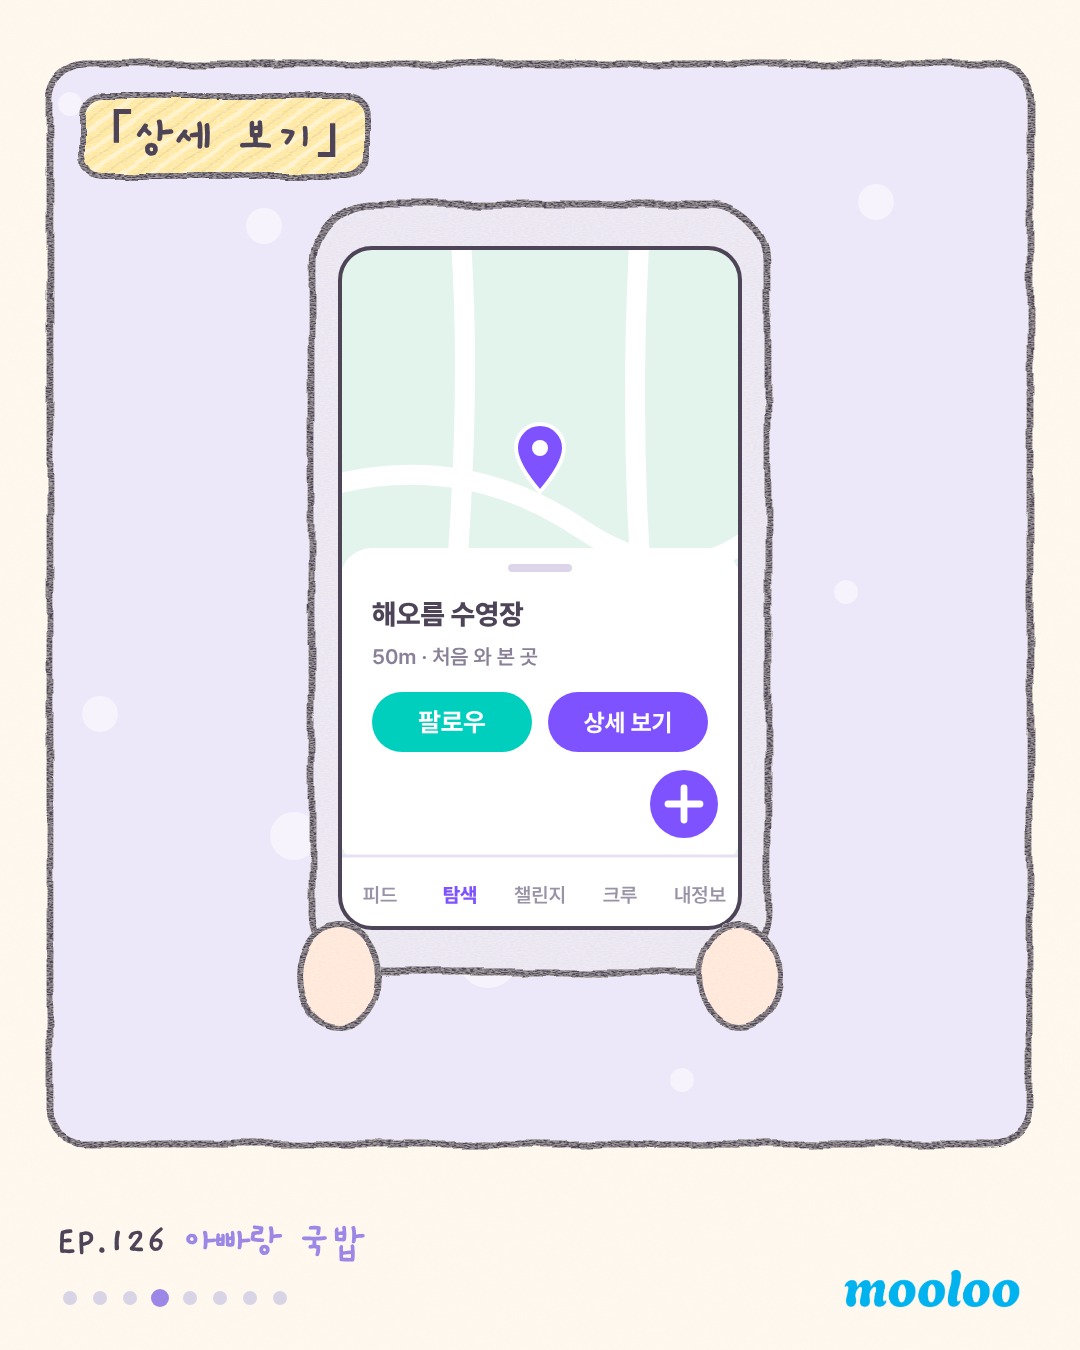 「상세 보기」
해오름 수영장
50m · 처음 와 본 곳
팔로우 상세 보기
피드 탐색 챌린지 크루 내정보
EP.126 아빠랑 국밥
mooloo